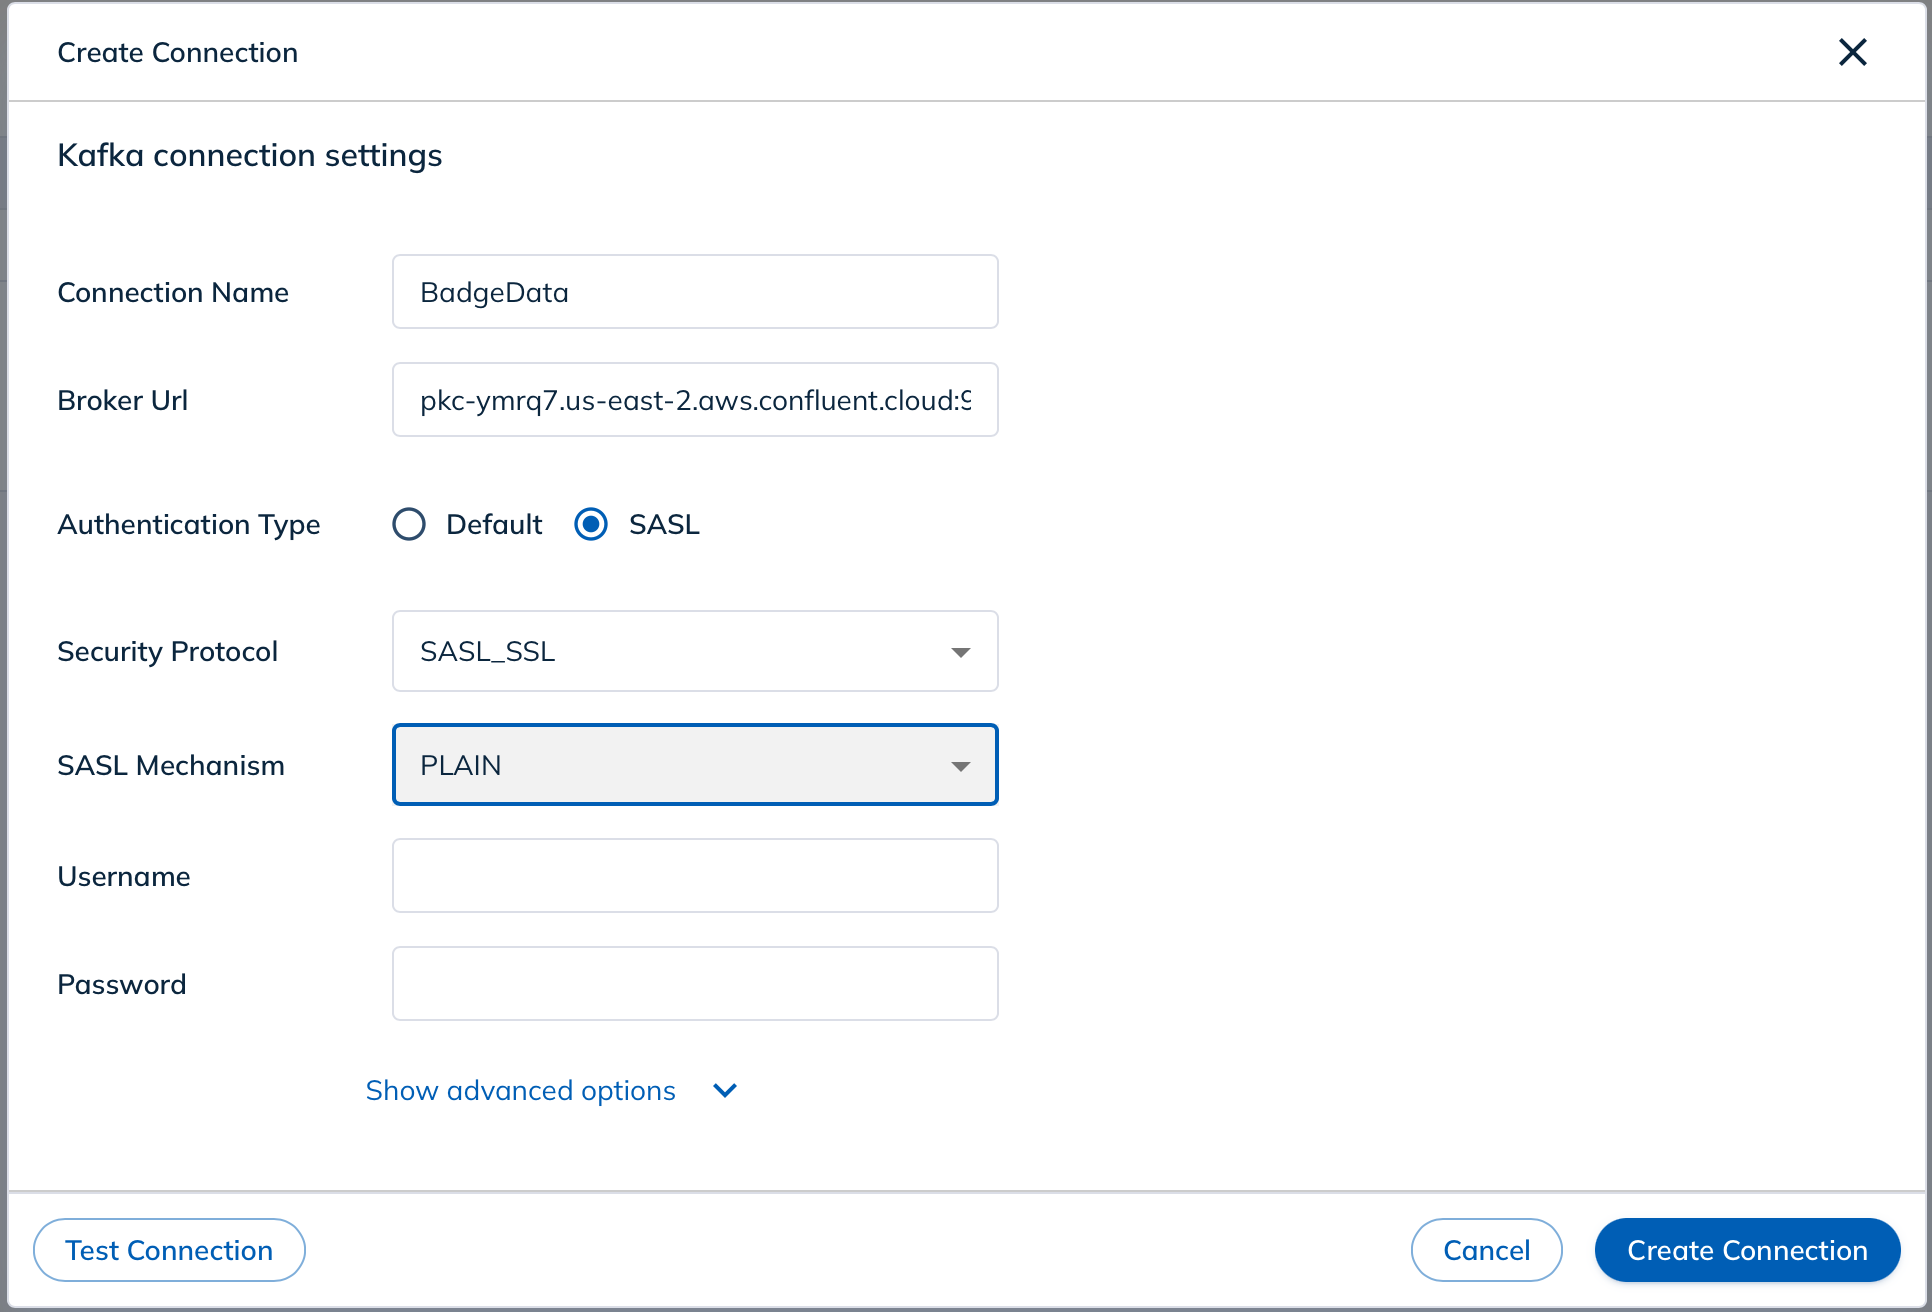 Create Connection
Kafka connection settings
Connection Name
BadgeData
Broker Url
pkc-ymrq7.us-east-2.aws.confluent.cloud:9
Authentication Type
Default
SASL
Security Protocol
SASL_SSL
SASL Mechanism
PLAIN
Username
Password
Show advanced options
Test Connection
Cancel
Create Connection